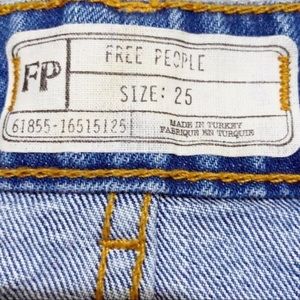 FP
FREE PEOPLE
SIZE: 25
61855-16515125
MADE IN TURKEY
FABRIQUE EN TURQUIE